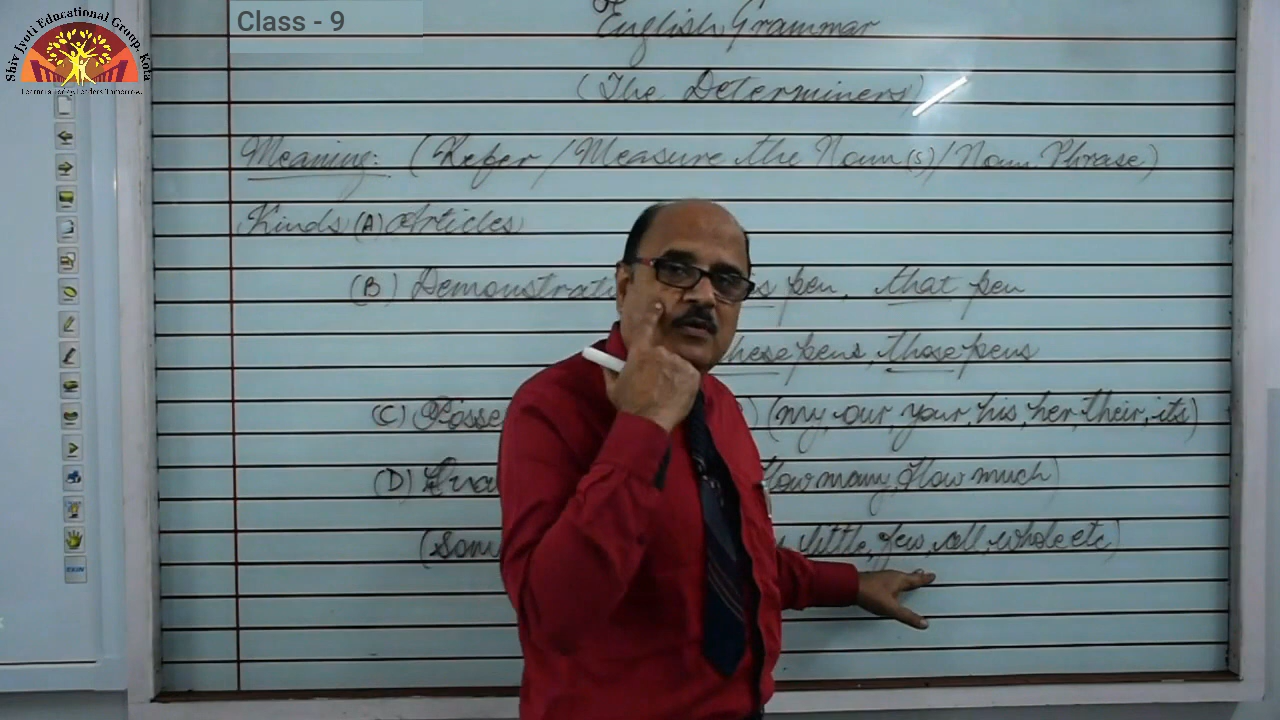 Shiv Jyoti Educational Group, Kota
Class - 9
English Grammar
(The Determiners)
Meaning: (Refer / Measure the Noun(s) / Noun Phrase)
Kinds (A) Articles
(B) pen, that pen
these pens, those pens
(C) (my, our, your, his, her, their, its)
(D) How many, How much)
little, few, all, whole etc)